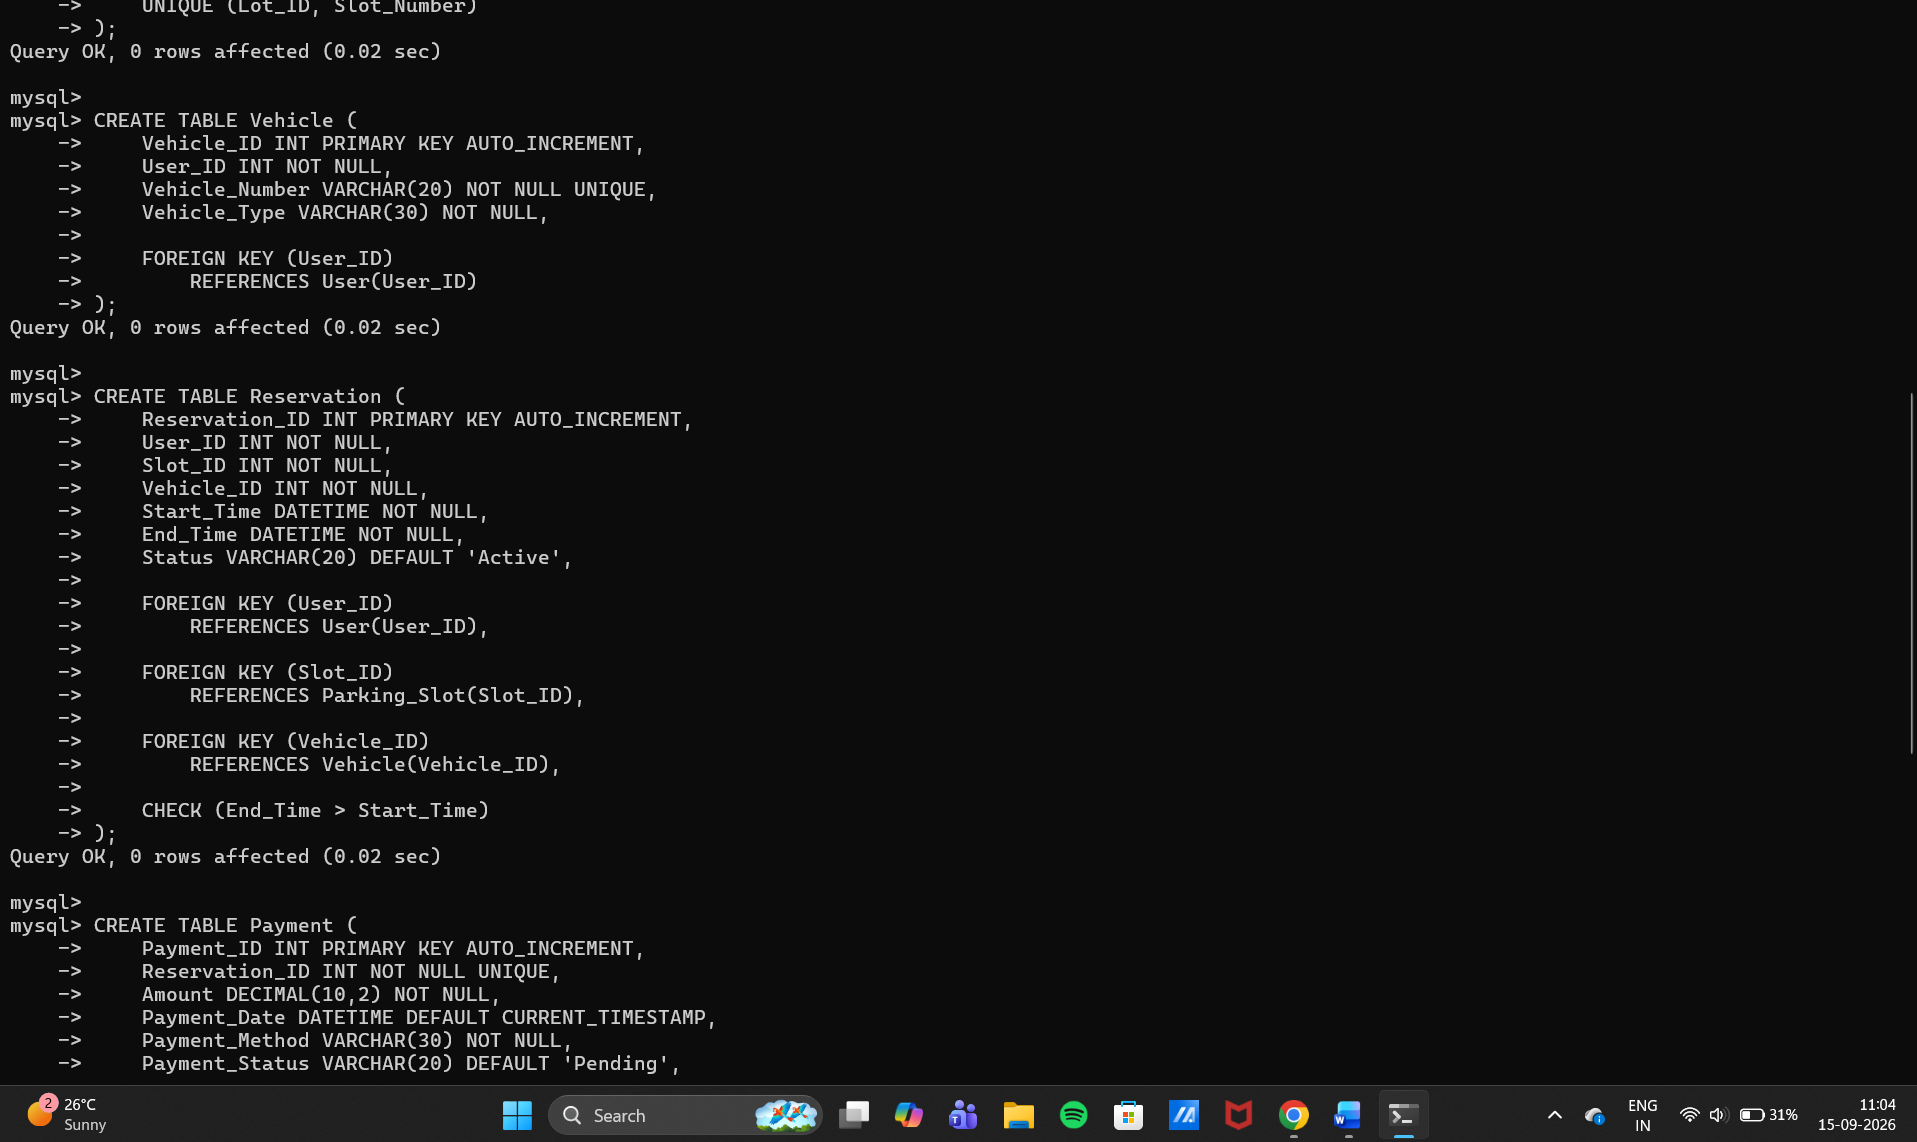 ->     UNIQUE (Lot_ID, Slot_Number)
    -> );
Query OK, 0 rows affected (0.02 sec)

mysql>
mysql> CREATE TABLE Vehicle (
    ->     Vehicle_ID INT PRIMARY KEY AUTO_INCREMENT,
    ->     User_ID INT NOT NULL,
    ->     Vehicle_Number VARCHAR(20) NOT NULL UNIQUE,
    ->     Vehicle_Type VARCHAR(30) NOT NULL,
    ->
    ->     FOREIGN KEY (User_ID)
    ->         REFERENCES User(User_ID)
    -> );
Query OK, 0 rows affected (0.02 sec)

mysql>
mysql> CREATE TABLE Reservation (
    ->     Reservation_ID INT PRIMARY KEY AUTO_INCREMENT,
    ->     User_ID INT NOT NULL,
    ->     Slot_ID INT NOT NULL,
    ->     Vehicle_ID INT NOT NULL,
    ->     Start_Time DATETIME NOT NULL,
    ->     End_Time DATETIME NOT NULL,
    ->     Status VARCHAR(20) DEFAULT 'Active',
    ->
    ->     FOREIGN KEY (User_ID)
    ->         REFERENCES User(User_ID),
    ->
    ->     FOREIGN KEY (Slot_ID)
    ->         REFERENCES Parking_Slot(Slot_ID),
    ->
    ->     FOREIGN KEY (Vehicle_ID)
    ->         REFERENCES Vehicle(Vehicle_ID),
    ->
    ->     CHECK (End_Time > Start_Time)
    -> );
Query OK, 0 rows affected (0.02 sec)

mysql>
mysql> CREATE TABLE Payment (
    ->     Payment_ID INT PRIMARY KEY AUTO_INCREMENT,
    ->     Reservation_ID INT NOT NULL UNIQUE,
    ->     Amount DECIMAL(10,2) NOT NULL,
    ->     Payment_Date DATETIME DEFAULT CURRENT_TIMESTAMP,
    ->     Payment_Method VARCHAR(30) NOT NULL,
    ->     Payment_Status VARCHAR(20) DEFAULT 'Pending',
2
26°C
Sunny
Search
ENG
IN
31%
11:04
15-09-2026